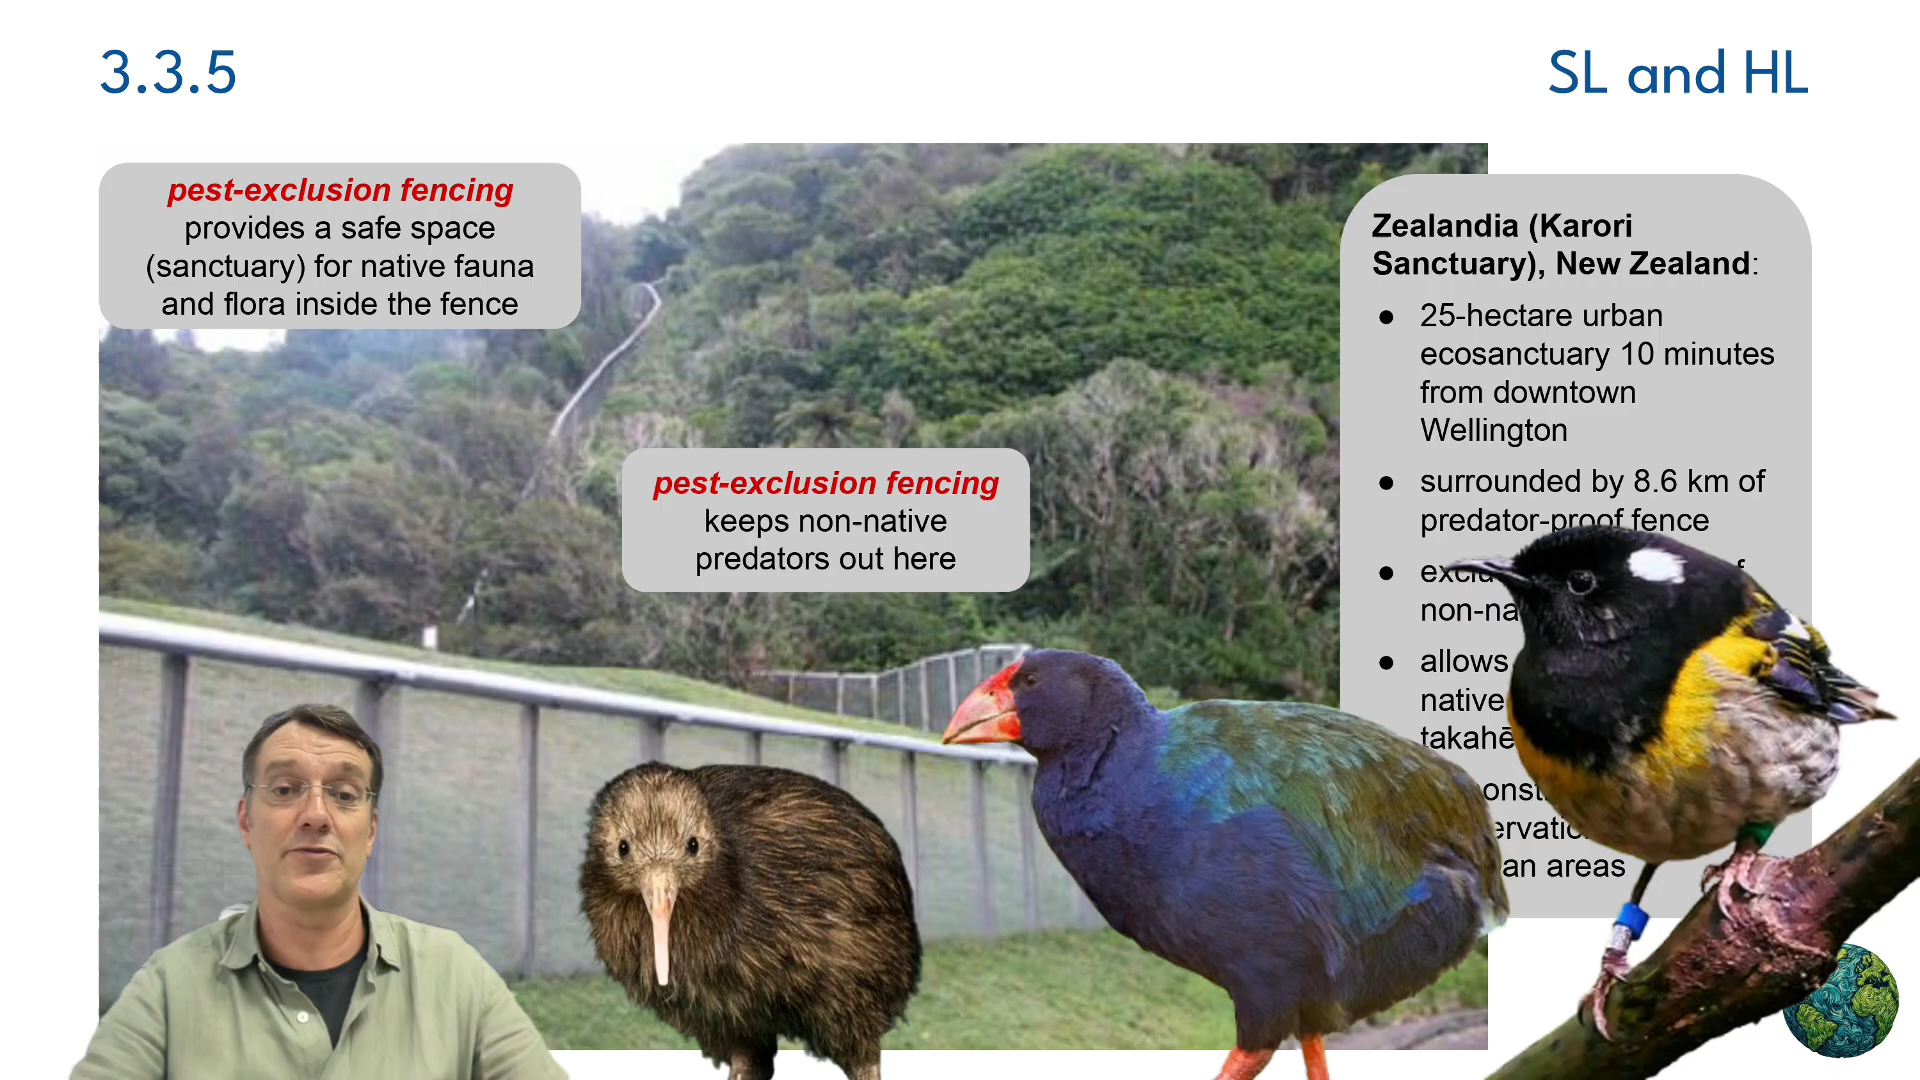 3.3.5
SL and HL
pest-exclusion fencing
provides a safe space
(sanctuary) for native fauna
and flora inside the fence
pest-exclusion fencing
keeps non-native
predators out here
Zealandia (Karori
Sanctuary), New Zealand:
● 25-hectare urban
ecosanctuary 10 minutes
from downtown
Wellington
● surrounded by 8.6 km of
predator-proof fence
●
● allows
native
takahē
areas